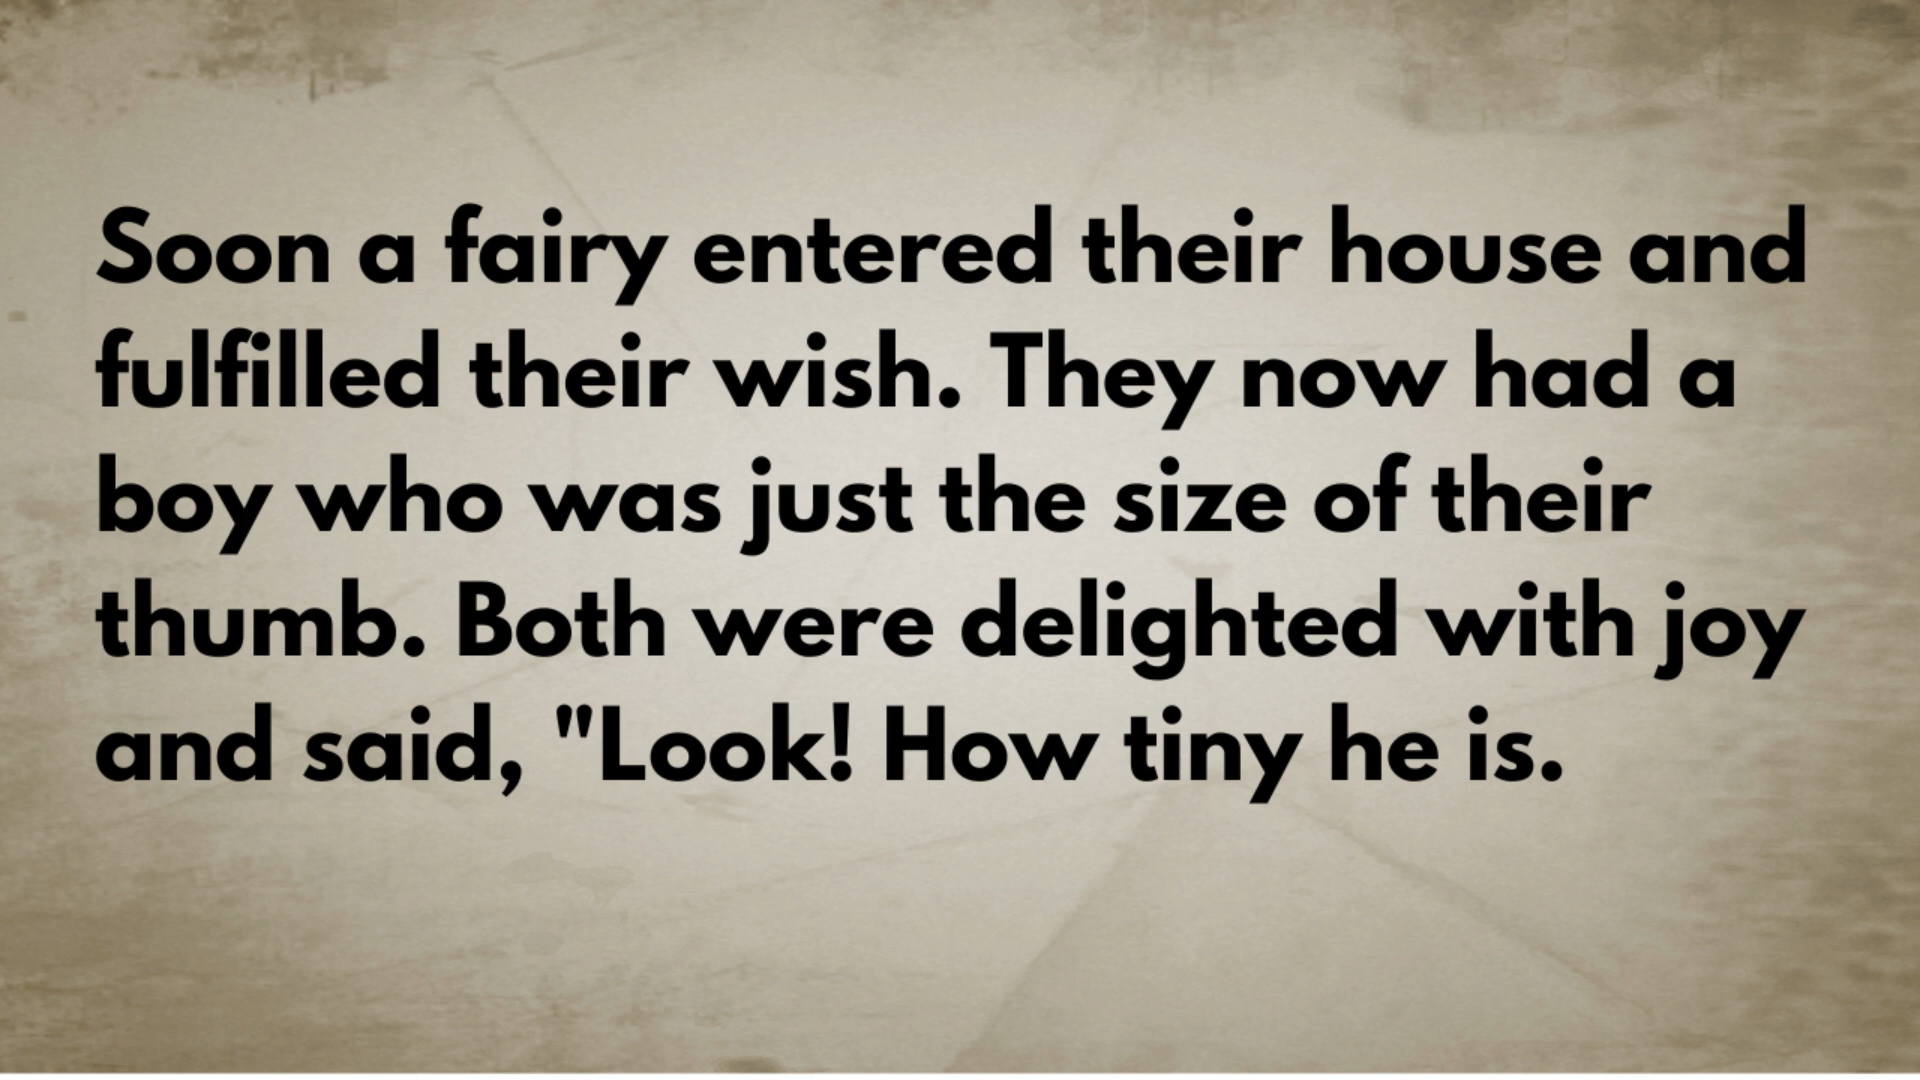 Soon a fairy entered their house and
fulfilled their wish. They now had a
boy who was just the size of their
thumb. Both were delighted with joy
and said, "Look! How tiny he is.